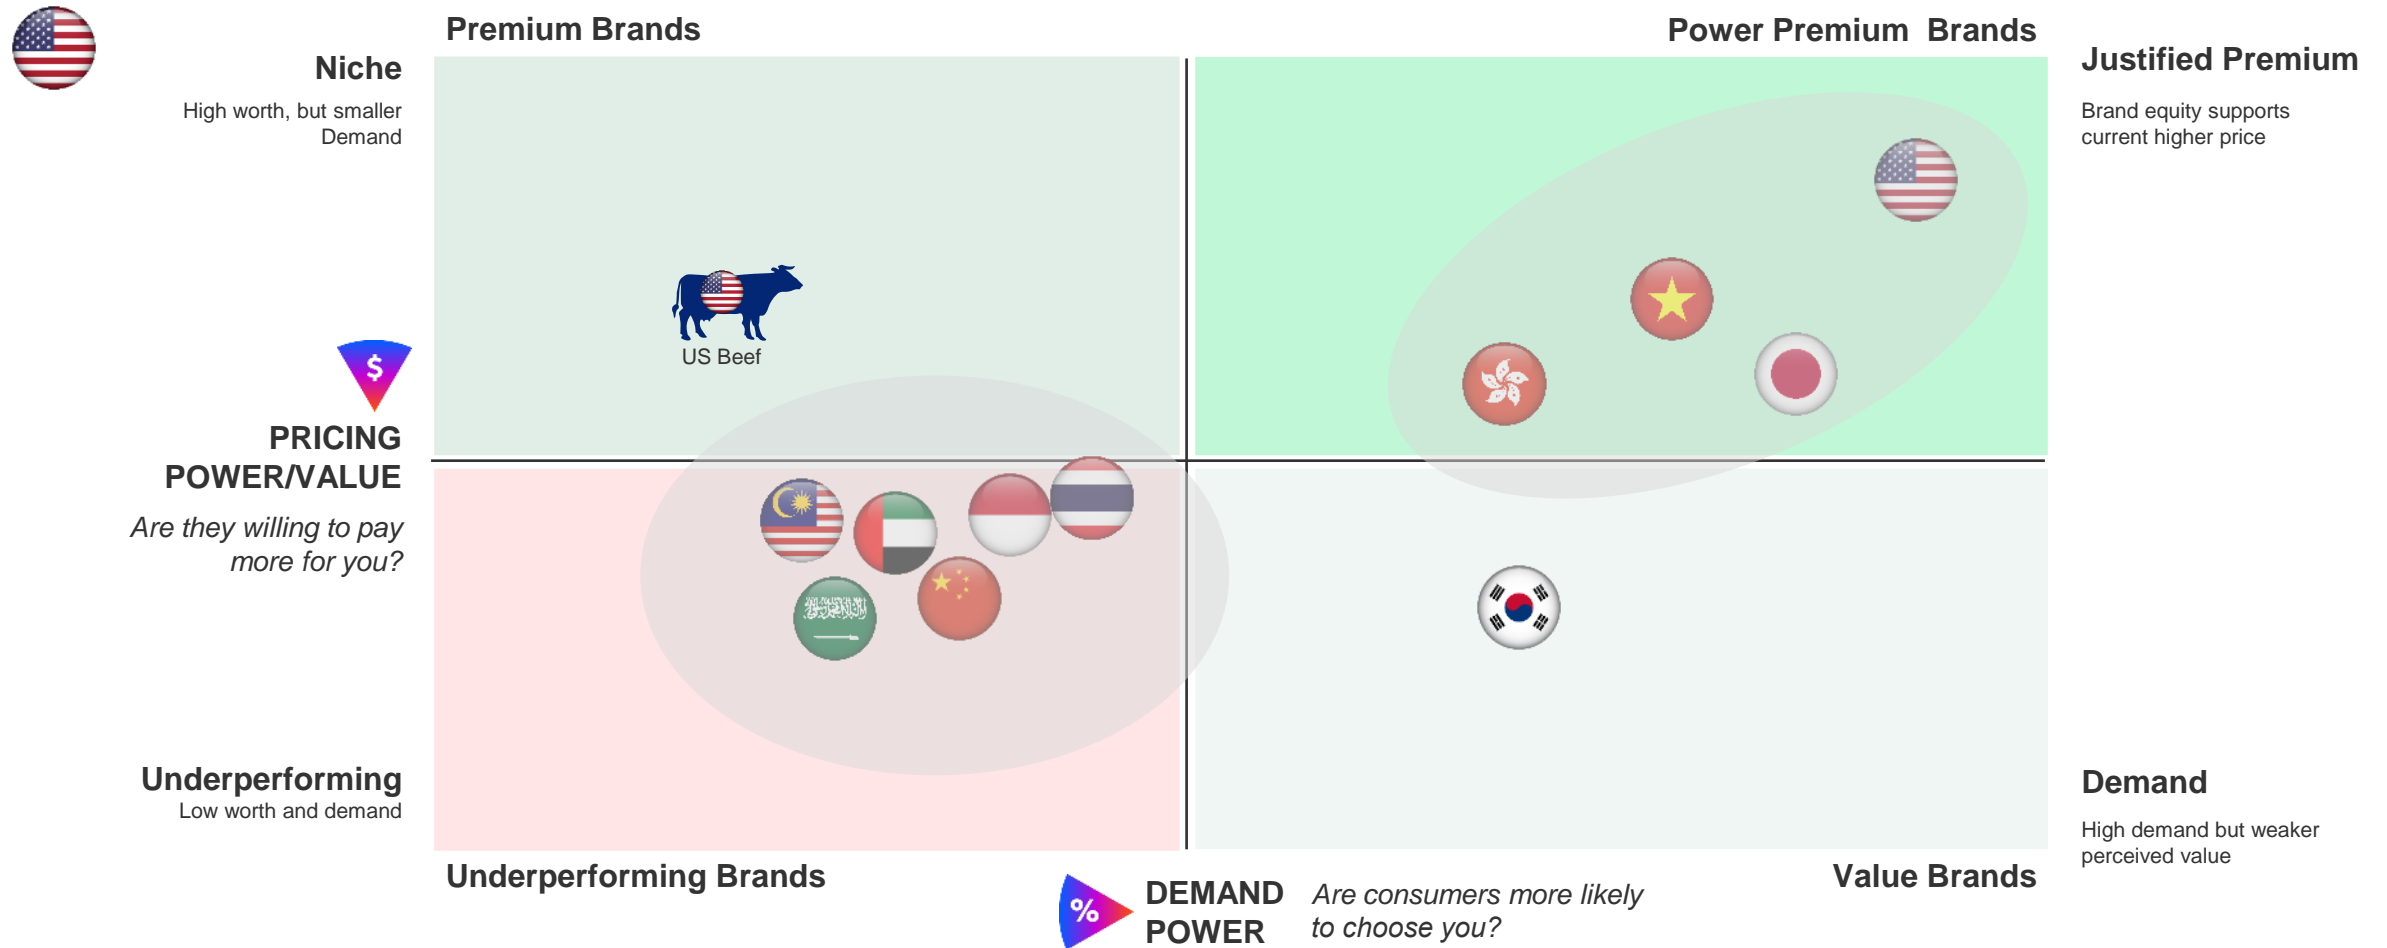 Premium Brands
Power Premium  Brands
Niche
High worth, but smaller
Demand
Justified Premium
Brand equity supports
current higher price
US Beef
$
PRICING
POWER/VALUE
Are they willing to pay
more for you?
Underperforming
Low worth and demand
Demand
High demand but weaker
perceived value
Underperforming Brands
Value Brands
%
DEMAND
POWER
Are consumers more likely
to choose you?